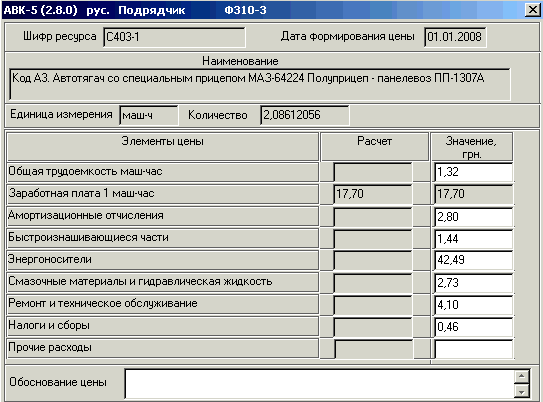 АВК-5 (2.8.0) рус. Подрядчик Ф310-3
Шифр ресурса С403-1 Дата формирования цены 01.01.2008
Наименование
Код А3. Автотягач со специальным прицепом МАЗ-64224 Полуприцеп - панелевоз ПП-1307А
Единица измерения маш-ч Количество 2,08612056
Элементы цены Расчет Значение,
грн.
Общая трудоемкость маш-час 1,32
Заработная плата 1 маш-час 17,70 17,70
Амортизационные отчисления 2,80
Быстроизнашивающиеся части 1,44
Энергоносители 42,49
Смазочные материалы и гидравлическая жидкость 2,73
Ремонт и техническое обслуживание 4,10
Налоги и сборы 0,46
Прочие расходы
Обоснование цены